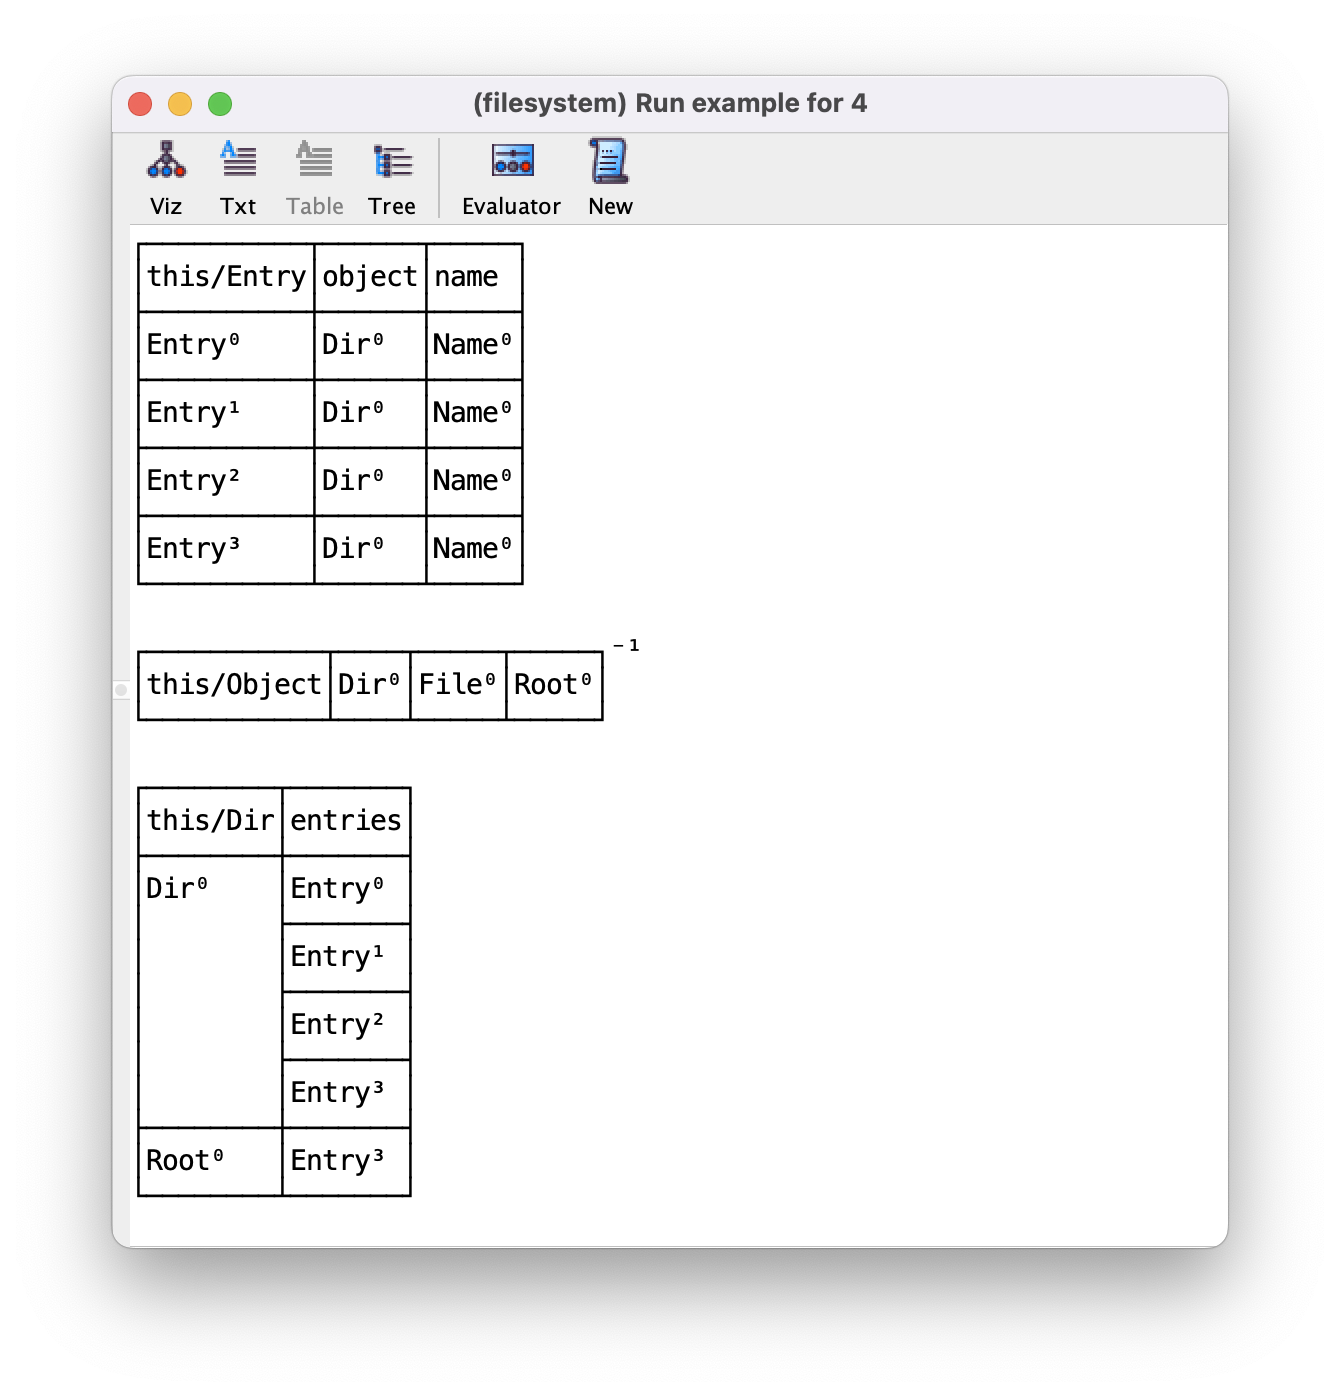 (filesystem) Run example for 4
Viz Txt Table Tree Evaluator New
this/Entry object name
Entry⁰ Dir⁰ Name⁰
Entry¹ Dir⁰ Name⁰
Entry² Dir⁰ Name⁰
Entry³ Dir⁰ Name⁰
this/Object Dir⁰ File⁰ Root⁰ ⁻¹
this/Dir entries
Dir⁰ Entry⁰
Entry¹
Entry²
Entry³
Root⁰ Entry³